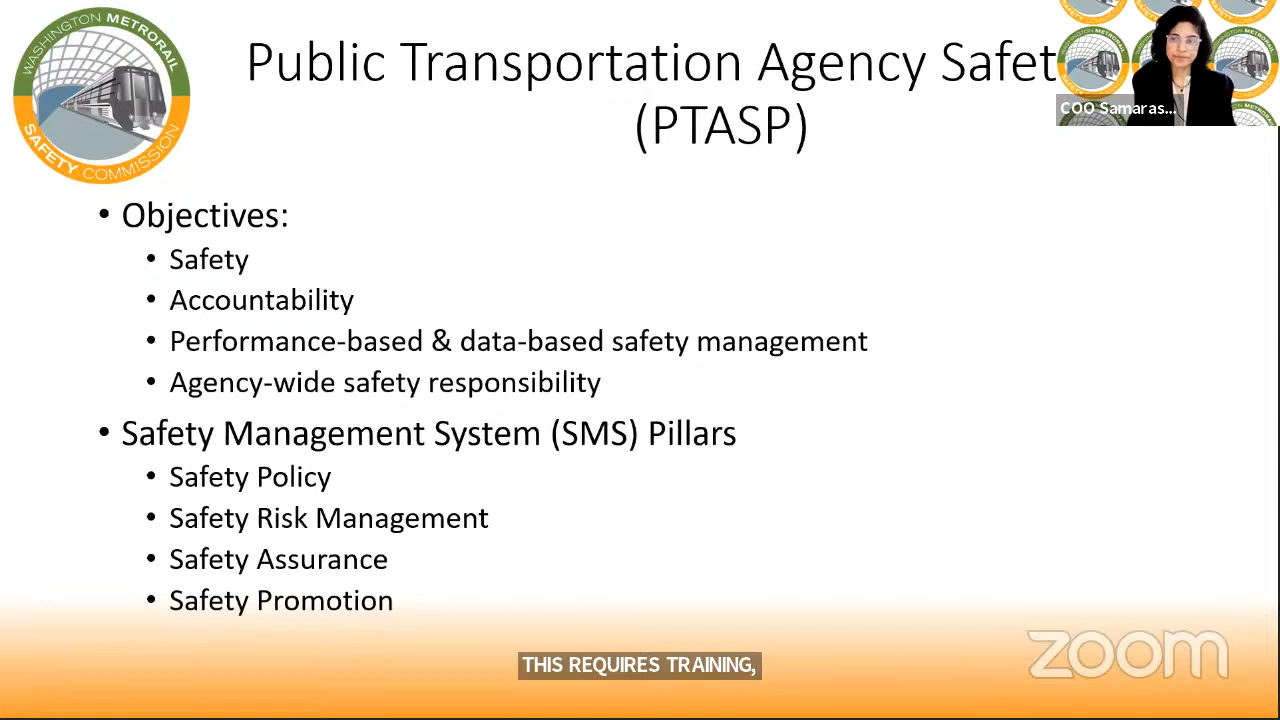 WASHINGTON METRORAIL
SAFETY COMMISSION
Public Transportation Agency Safet
(PTASP)
COO Samaras...
• Objectives:
• Safety
• Accountability
• Performance-based & data-based safety management
• Agency-wide safety responsibility
• Safety Management System (SMS) Pillars
• Safety Policy
• Safety Risk Management
• Safety Assurance
• Safety Promotion
THIS REQUIRES TRAINING,
zoom